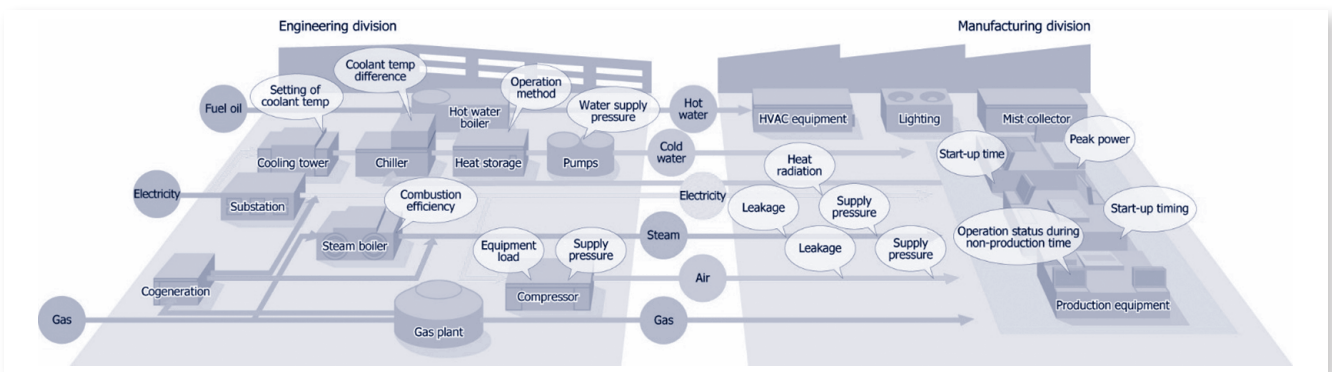 Engineering division
Manufacturing division
Coolant temp
difference
Setting of
coolant temp
Operation
method
Water supply
pressure
Fuel oil
Hot water
boiler
Hot
water
HVAC equipment
Lighting
Mist collector
Cooling tower
Chiller
Heat storage
Pumps
Cold
water
Start-up time
Peak power
Heat
radiation
Electricity
Substation
Combustion
efficiency
Electricity
Leakage
Supply
pressure
Start-up timing
Steam boiler
Equipment
load
Supply
pressure
Steam
Leakage
Supply
pressure
Operation status during
non-production time
Cogeneration
Compressor
Air
Production equipment
Gas
Gas plant
Gas